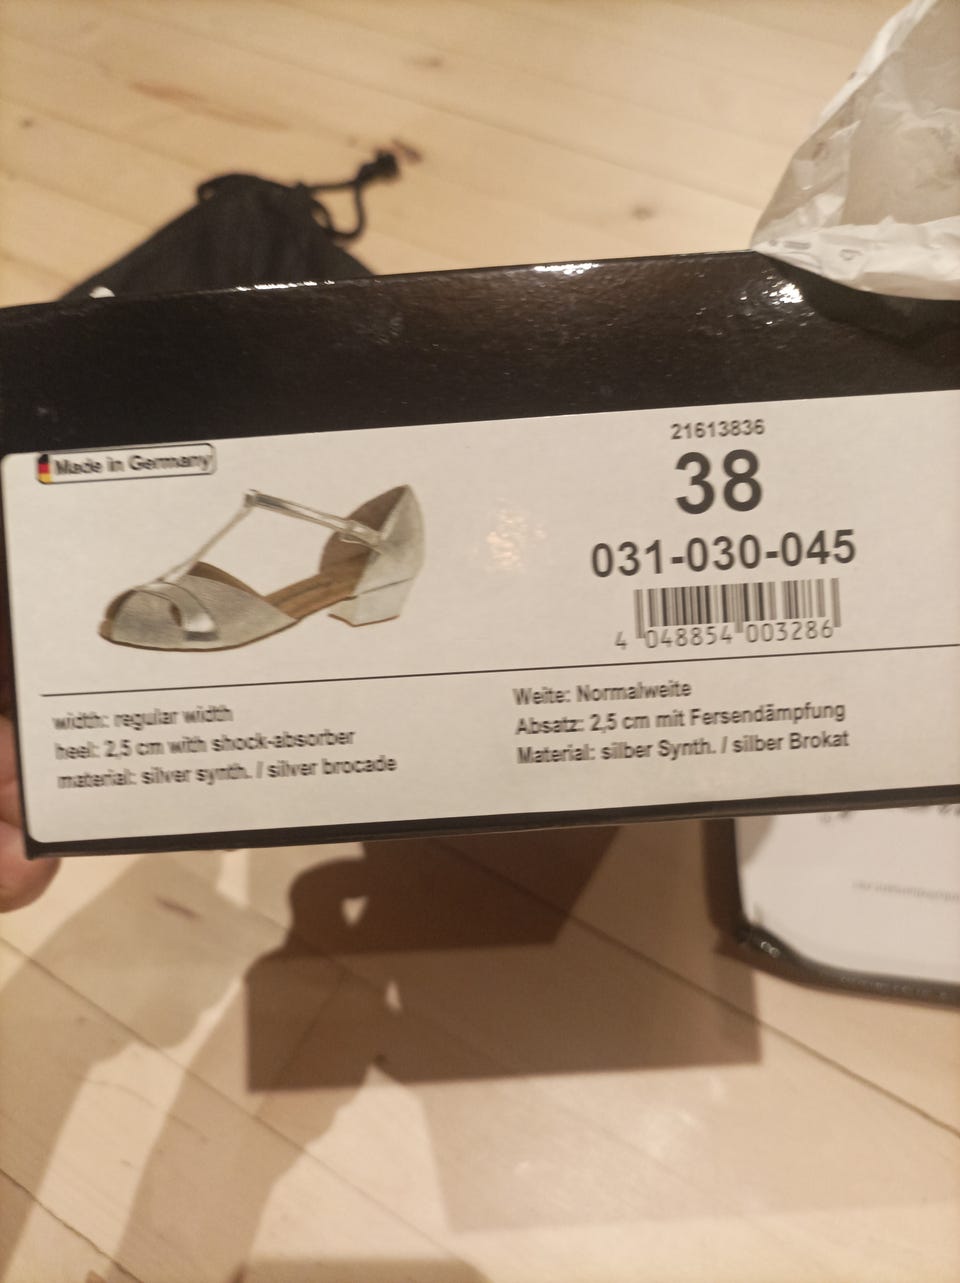 Made in Germany
21613836
38
031-030-045
4 048854 003286
width: regular width
heel: 2,5 cm with shock-absorber
material: silver synth. / silver brocade
Weite: Normalweite
Absatz: 2,5 cm mit Fersendämpfung
Material: silber Synth. / silber Brokat